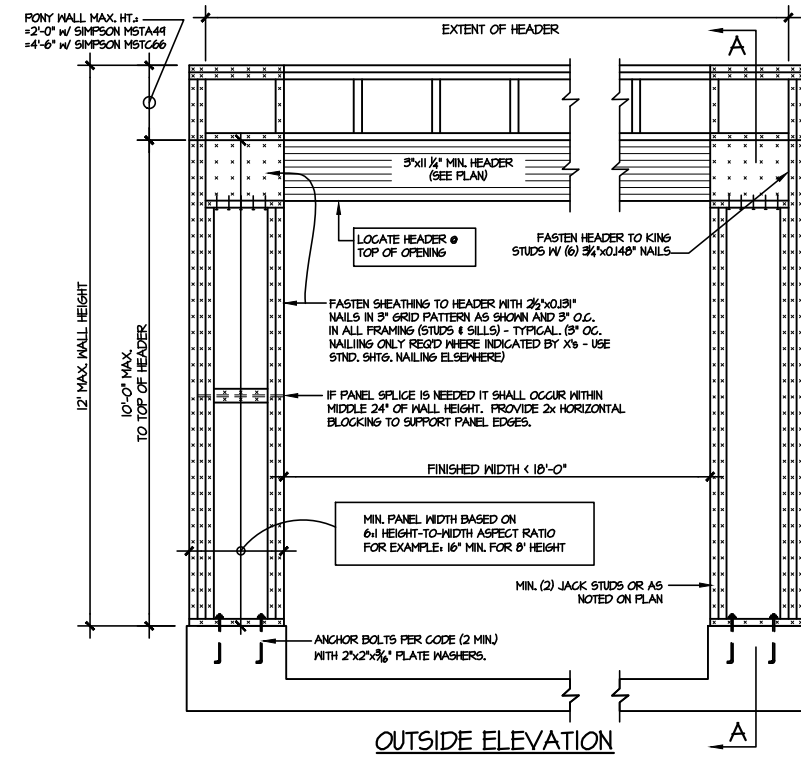 PONY WALL MAX. HT.:
=2'-0" W/ SIMPSON MSTA49
=4'-6" W/ SIMPSON MSTC66
EXTENT OF HEADER
A
3"x11 1/4" MIN. HEADER
(SEE PLAN)
LOCATE HEADER @
TOP OF OPENING
FASTEN HEADER TO KING
STUDS W/ (6) 3/4"x0.148" NAILS
FASTEN SHEATHING TO HEADER WITH 2 1/2"x0.131"
NAILS IN 3" GRID PATTERN AS SHOWN AND 3" O.C.
IN ALL FRAMING (STUDS & SILLS) - TYPICAL. (3" OC.
NAILING ONLY REQ'D WHERE INDICATED BY X'S - USE
STND. SHTG. NAILING ELSEWHERE)
12' MAX. WALL HEIGHT
10'-0" MAX.
TO TOP OF HEADER
IF PANEL SPLICE IS NEEDED IT SHALL OCCUR WITHIN
MIDDLE 24" OF WALL HEIGHT. PROVIDE 2x HORIZONTAL
BLOCKING TO SUPPORT PANEL EDGES.
FINISHED WIDTH < 18'-0"
MIN. PANEL WIDTH BASED ON
6:1 HEIGHT-TO-WIDTH ASPECT RATIO
FOR EXAMPLE: 16" MIN. FOR 8' HEIGHT
MIN. (2) JACK STUDS OR AS
NOTED ON PLAN
ANCHOR BOLTS PER CODE (2 MIN.)
WITH 2"x2"x3/16" PLATE WASHERS.
A
OUTSIDE ELEVATION